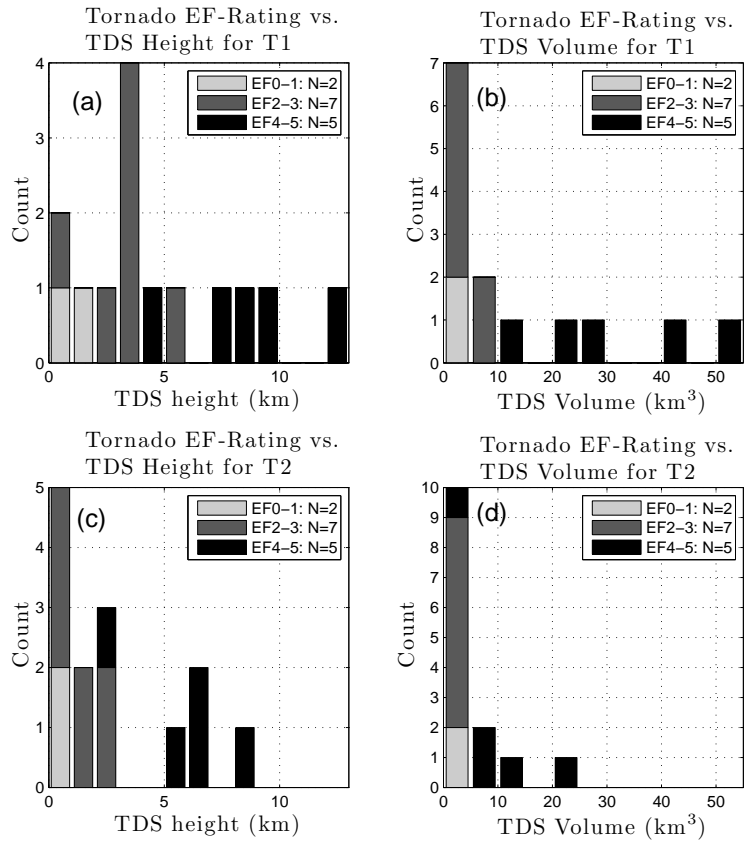 Tornado EF-Rating vs.
TDS Height for T1
(a)
EF0-1: N=2
EF2-3: N=7
EF4-5: N=5
4
3
2
1
0
Count
0 5 10
TDS height (km)
Tornado EF-Rating vs.
TDS Volume for T1
(b)
EF0-1: N=2
EF2-3: N=7
EF4-5: N=5
7
6
5
4
3
2
1
0
Count
0 10 20 30 40 50
TDS Volume (km³)
Tornado EF-Rating vs.
TDS Height for T2
(c)
EF0-1: N=2
EF2-3: N=7
EF4-5: N=5
5
4
3
2
1
0
Count
0 5 10
TDS height (km)
Tornado EF-Rating vs.
TDS Volume for T2
(d)
EF0-1: N=2
EF2-3: N=7
EF4-5: N=5
10
9
8
7
6
5
4
3
2
1
0
Count
0 10 20 30 40 50
TDS Volume (km³)